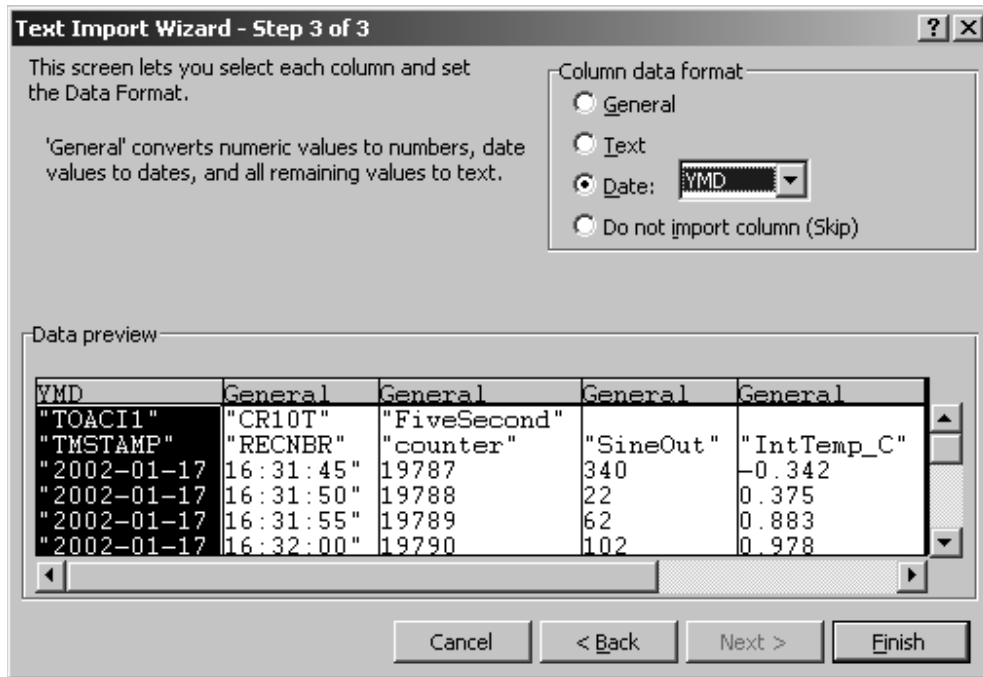 Text Import Wizard - Step 3 of 3
This screen lets you select each column and set
the Data Format.
'General' converts numeric values to numbers, date
values to dates, and all remaining values to text.
Column data format
General
Text
Date: YMD
Do not import column (Skip)
Data preview
YMD General General General General
"TOACI1" "CR10T" "FiveSecond"
"TMSTAMP" "RECNBR" "counter" "SineOut" "IntTemp_C"
"2002-01-17 16:31:45" 19787 340 -0.342
"2002-01-17 16:31:50" 19788 22 0.375
"2002-01-17 16:31:55" 19789 62 0.883
"2002-01-17 16:32:00" 19790 102 0.978
Cancel < Back Next > Finish